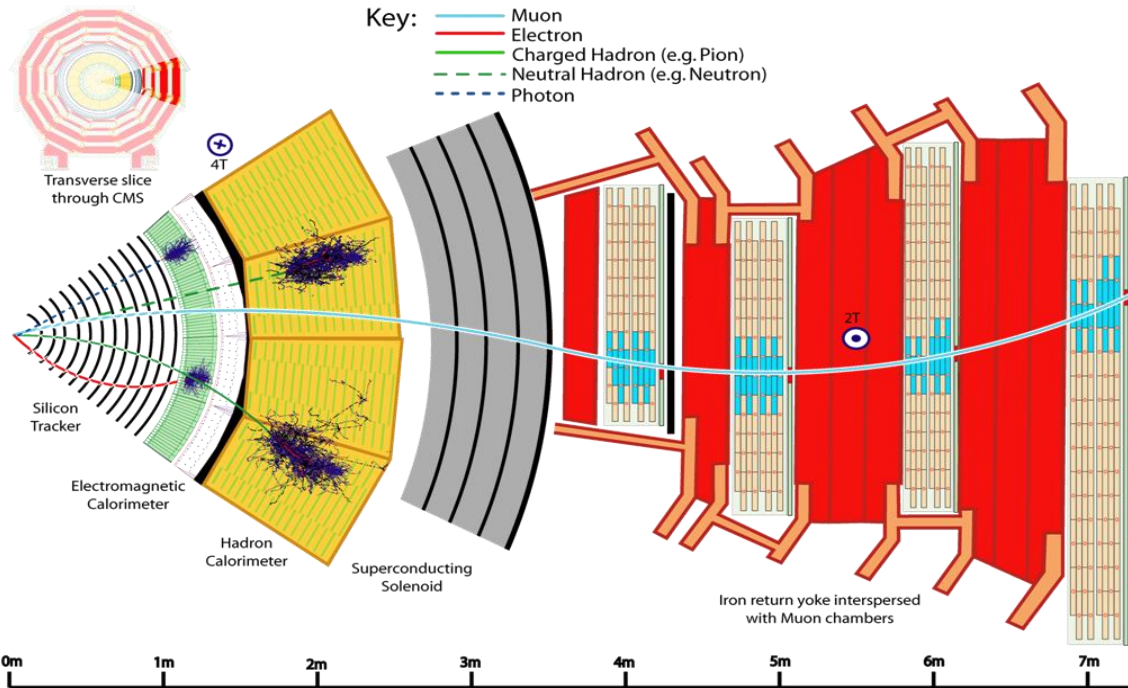 Key:
Muon
Electron
Charged Hadron (e.g. Pion)
Neutral Hadron (e.g. Neutron)
Photon
Transverse slice
through CMS
4T
2T
Silicon
Tracker
Electromagnetic
Calorimeter
Hadron
Calorimeter
Superconducting
Solenoid
Iron return yoke interspersed
with Muon chambers
0m 1m 2m 3m 4m 5m 6m 7m